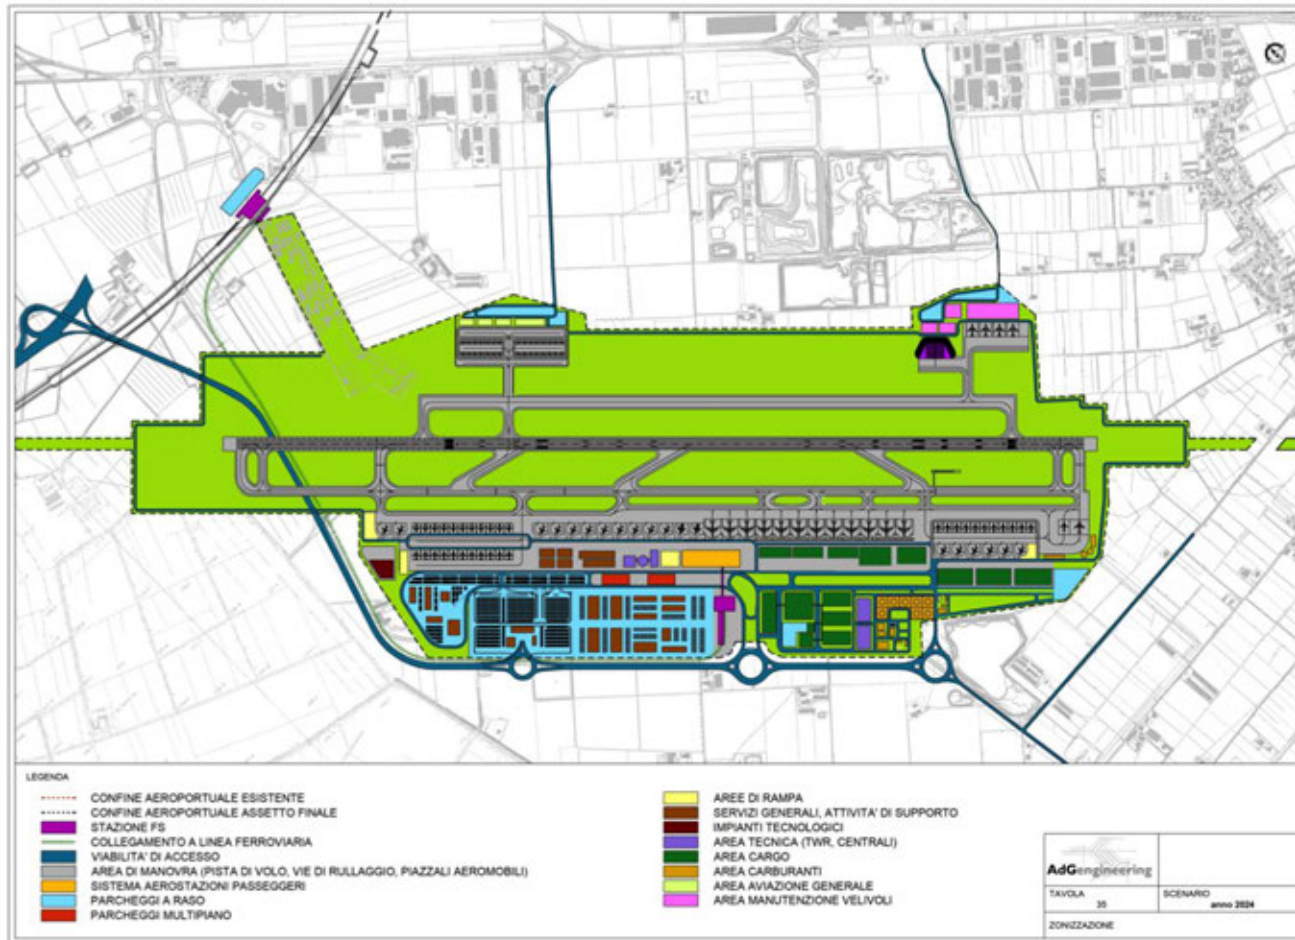 LEGENDA
CONFINE AEROPORTUALE ESISTENTE
CONFINE AEROPORTUALE ASSETTO FINALE
STAZIONE FS
COLLEGAMENTO A LINEA FERROVIARIA
VIABILITA' DI ACCESSO
AREA DI MANOVRA (PISTA DI VOLO, VIE DI RULLAGGIO, PIAZZALI AEROMOBILI)
SISTEMA AEROSTAZIONI PASSEGGERI
PARCHEGGI A RASO
PARCHEGGI MULTIPIANO
AREE DI RAMPA
SERVIZI GENERALI, ATTIVITA' DI SUPPORTO
IMPIANTI TECNOLOGICI
AREA TECNICA (TWR, CENTRALI)
AREA CARGO
AREA CARBURANTI
AREA AVIAZIONE GENERALE
AREA MANUTENZIONE VELIVOLI
AdGengineering
TAVOLA
35
SCENARIO
anno 2024
ZONIZZAZIONE